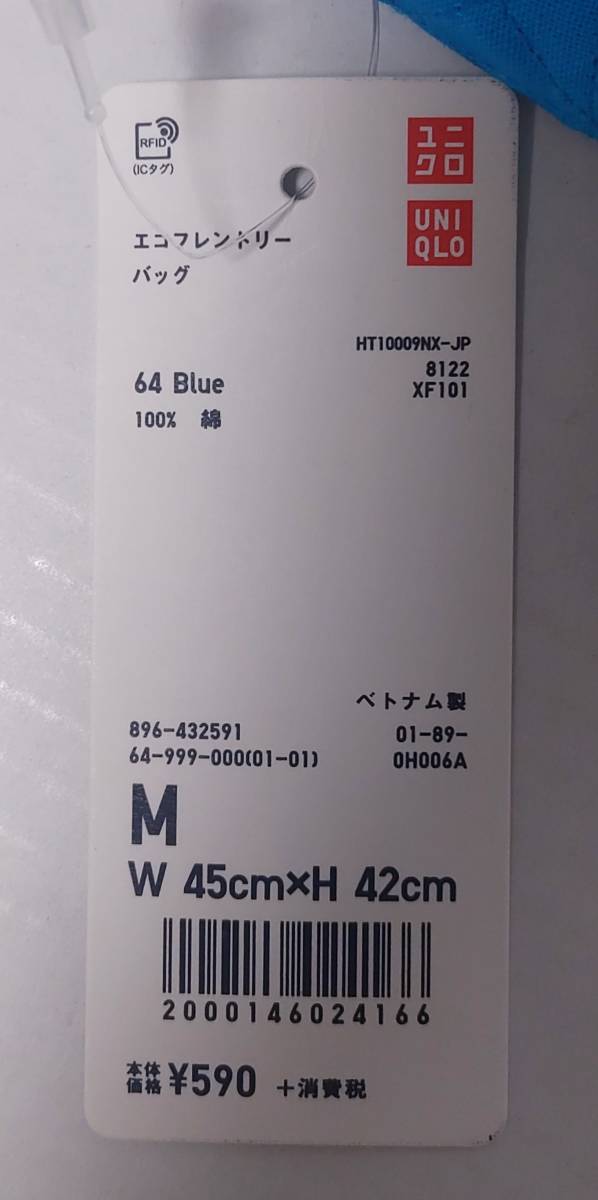 RFID
(ICタグ)
ユニ
クロ
UNI
QLO
エコフレンドリー
バッグ
HT10009NX-JP
64 Blue
8122
100% 綿
XF101
ベトナム製
896-432591
01-89-
64-999-000(01-01)
0H006A
M
W 45cm×H 42cm
2000146024166
本体
価格 ¥590 +消費税